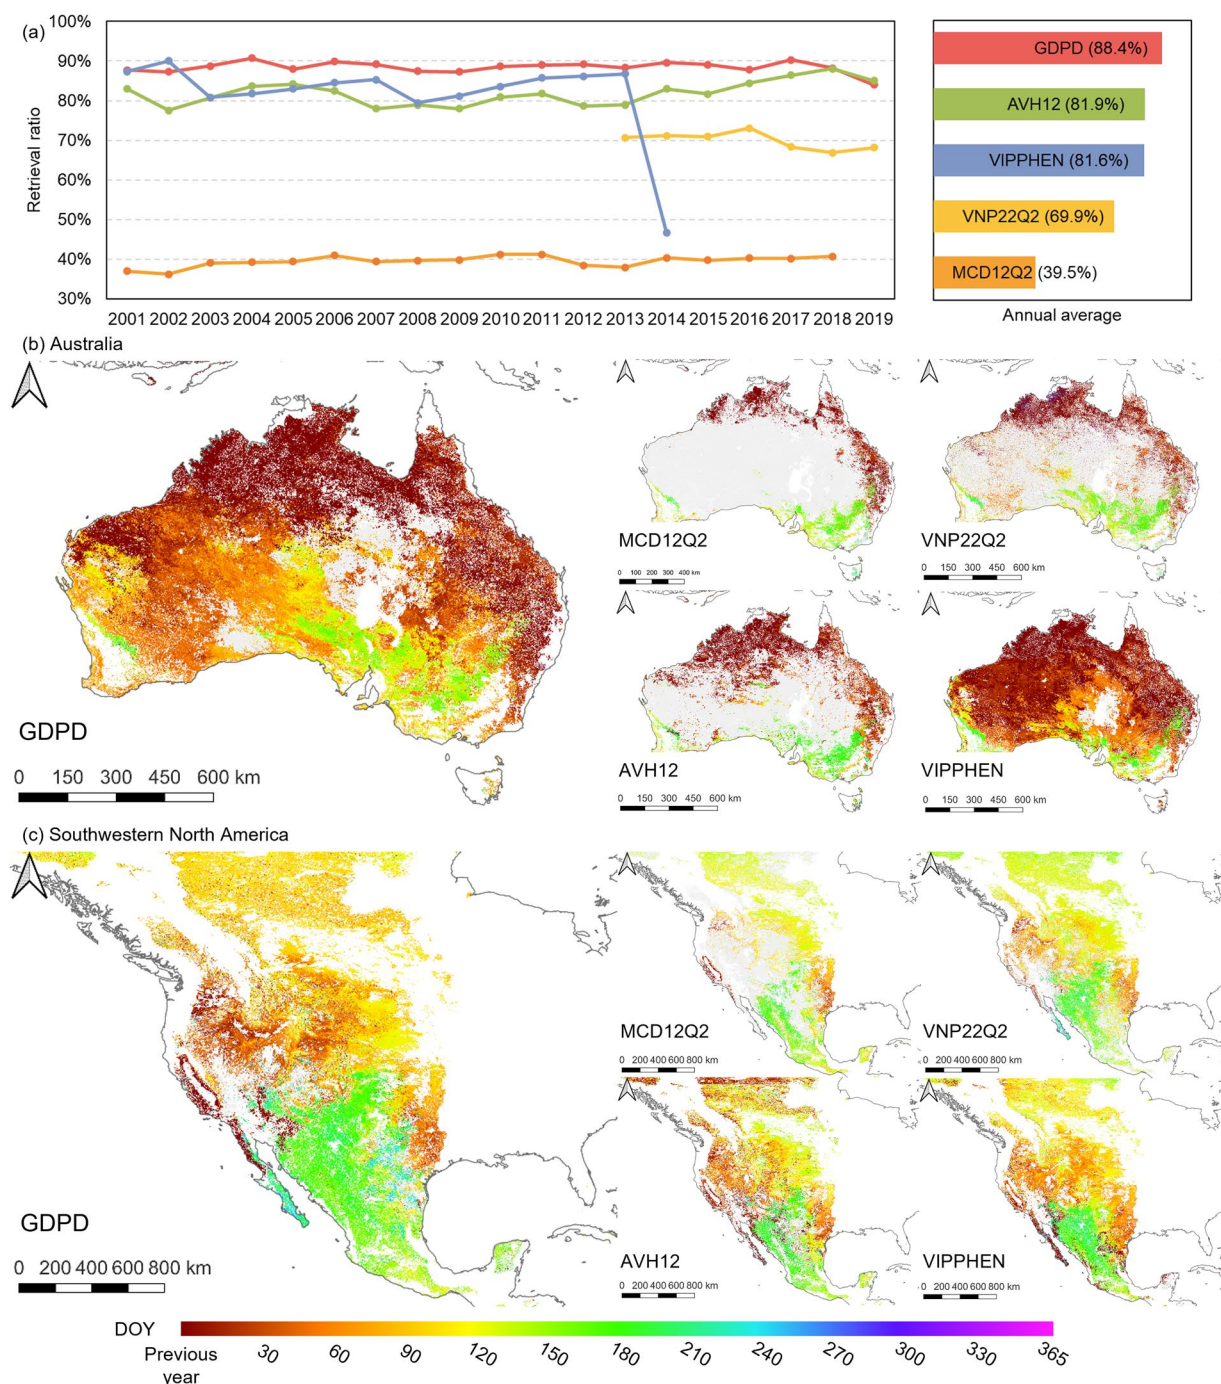 (a)
100%
90%
80%
70%
60%
50%
40%
30%
Retrieval ratio
2001 2002 2003 2004 2005 2006 2007 2008 2009 2010 2011 2012 2013 2014 2015 2016 2017 2018 2019
GDPD (88.4%)
AVH12 (81.9%)
VIPPHEN (81.6%)
VNP22Q2 (69.9%)
MCD12Q2 (39.5%)
Annual average
(b) Australia
GDPD
0 150 300 450 600 km
MCD12Q2
0 100 200 300 400 km
VNP22Q2
0 150 300 450 600 km
AVH12
0 150 300 450 600 km
VIPPHEN
0 150 300 450 600 km
(c) Southwestern North America
GDPD
0 200 400 600 800 km
MCD12Q2
0 200 400 600 800 km
VNP22Q2
0 200 400 600 800 km
AVH12
0 200 400 600 800 km
VIPPHEN
0 200 400 600 800 km
DOY
Previous
year
30 60 90 120 150 180 210 240 270 300 330 365